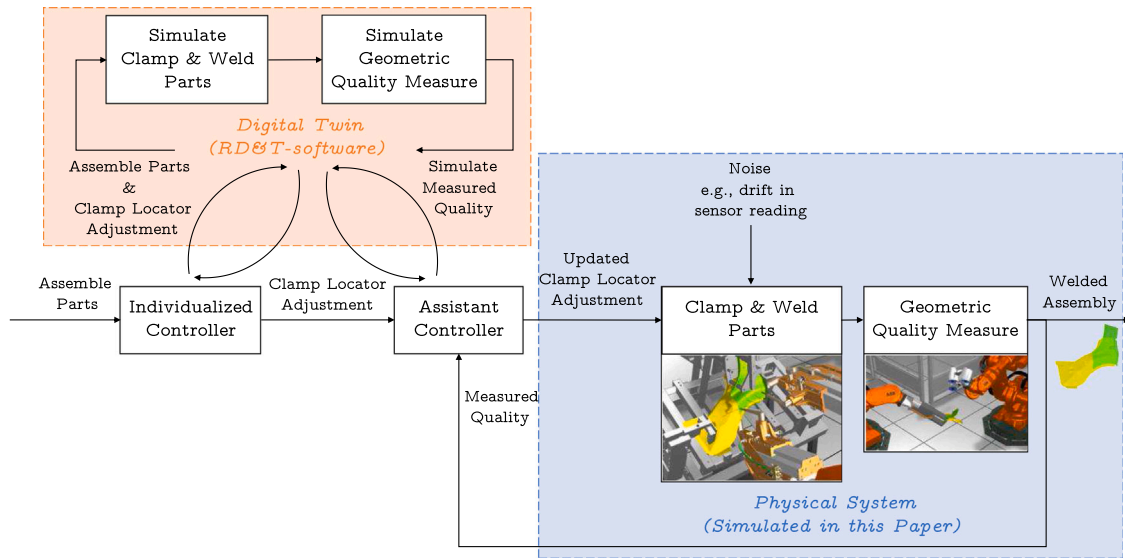 Simulate
Clamp & Weld
Parts
Simulate
Geometric
Quality Measure
Digital Twin
(RD&T-software)
Assemble Parts
&
Clamp Locator
Adjustment
Simulate
Measured
Quality
Noise
e.g., drift in
sensor reading
Assemble
Parts
Individualized
Controller
Clamp Locator
Adjustment
Assistant
Controller
Updated
Clamp Locator
Adjustment
Clamp & Weld
Parts
Geometric
Quality Measure
Welded
Assembly
Measured
Quality
Physical System
(Simulated in this Paper)